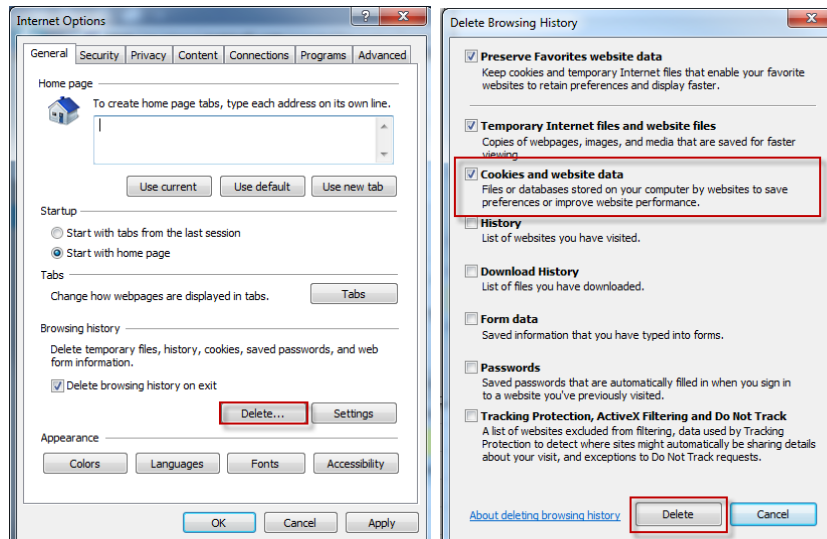 Internet Options
?
X
General Security Privacy Content Connections Programs Advanced
Home page
To create home page tabs, type each address on its own line.
Use current Use default Use new tab
Startup
Start with tabs from the last session
Start with home page
Tabs
Change how webpages are displayed in tabs. Tabs
Browsing history
Delete temporary files, history, cookies, saved passwords, and web
form information.
Delete browsing history on exit
Delete... Settings
Appearance
Colors Languages Fonts Accessibility
OK Cancel Apply
Delete Browsing History
X
Preserve Favorites website data
Keep cookies and temporary Internet files that enable your favorite
websites to retain preferences and display faster.
Temporary Internet files and website files
Copies of webpages, images, and media that are saved for faster
viewing
Cookies and website data
Files or databases stored on your computer by websites to save
preferences or improve website performance.
History
List of websites you have visited.
Download History
List of files you have downloaded.
Form data
Saved information that you have typed into forms.
Passwords
Saved passwords that are automatically filled in when you sign in
to a website you've previously visited.
Tracking Protection, ActiveX Filtering and Do Not Track
A list of websites excluded from filtering, data used by Tracking
Protection to detect where sites might automatically be sharing details
about your visit, and exceptions to Do Not Track requests.
About deleting browsing history Delete Cancel